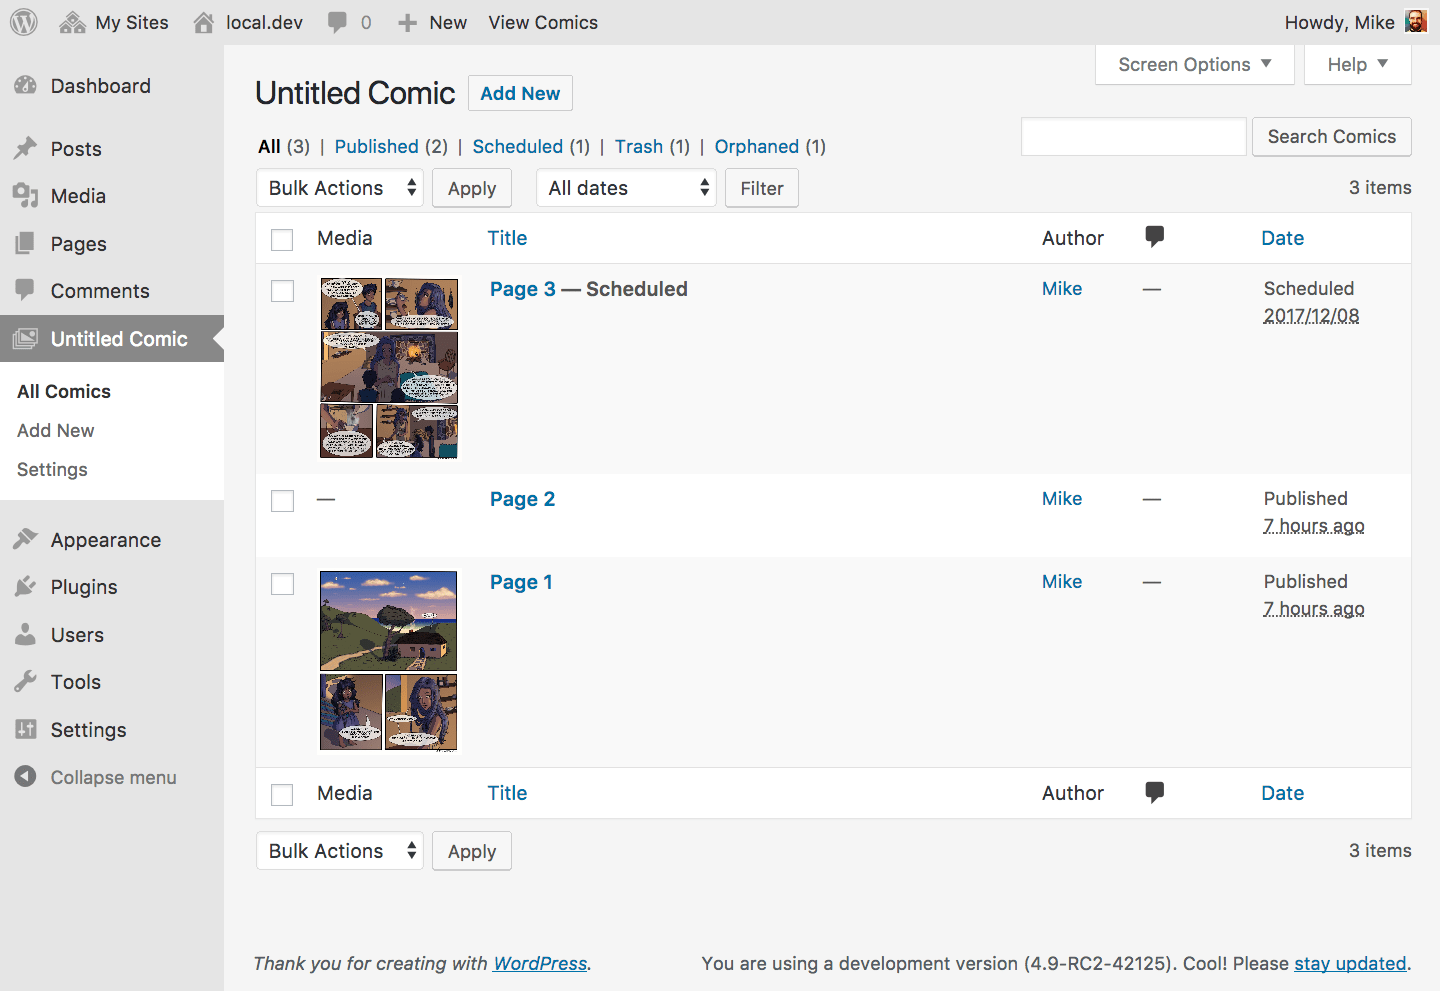 My Sites local.dev 0 New View Comics Howdy, Mike
Screen Options Help
Dashboard
Posts
Media
Pages
Comments
Untitled Comic
All Comics
Add New
Settings
Appearance
Plugins
Users
Tools
Settings
Collapse menu
Untitled Comic Add New
All (3) | Published (2) | Scheduled (1) | Trash (1) | Orphaned (1)
Search Comics
Bulk Actions Apply All dates Filter 3 items
Media Title Author Date
Page 3 — Scheduled Mike — Scheduled
2017/12/08
— Page 2 Mike — Published
7 hours ago
Page 1 Mike — Published
7 hours ago
Media Title Author Date
Bulk Actions Apply 3 items
Thank you for creating with WordPress. You are using a development version (4.9-RC2-42125). Cool! Please stay updated.